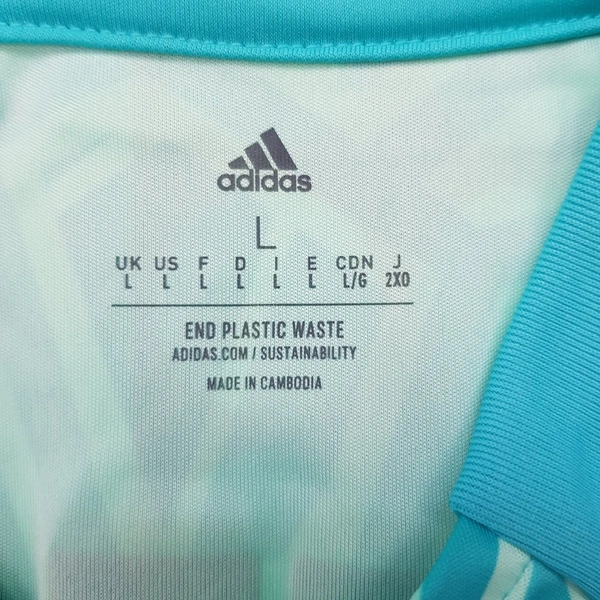 adidas
L
UK US F D I E CDN J
L L L L L L L/G 2XO
END PLASTIC WASTE
ADIDAS.COM / SUSTAINABILITY
MADE IN CAMBODIA